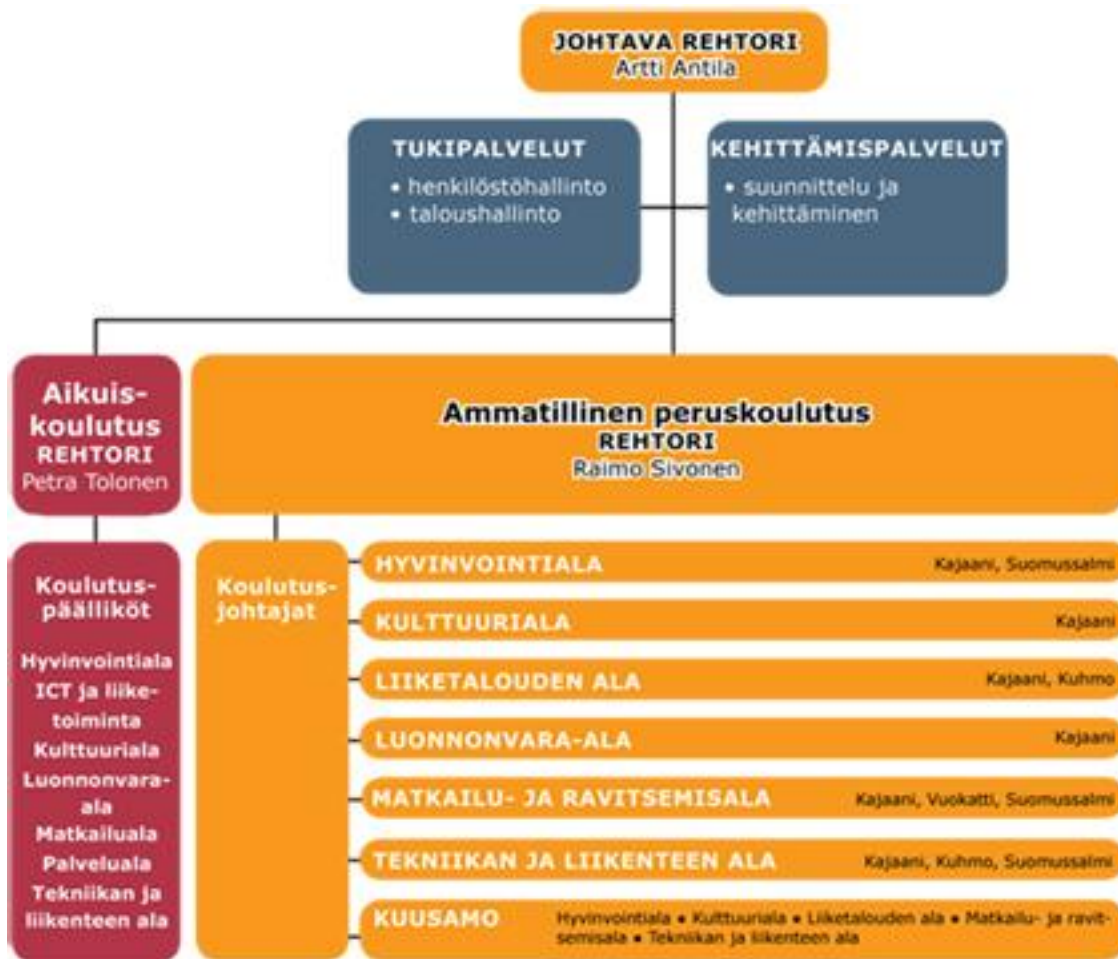 JOHTAVA REHTORI
Artti Antila
TUKIPALVELUT
• henkilöstöhallinto
• taloushallinto
KEHITTÄMISPALVELUT
• suunnittelu ja
kehittäminen
Aikuis-
koulutus
REHTORI
Petra Tolonen
Ammatillinen peruskoulutus
REHTORI
Raimo Sivonen
Koulutus-
päälliköt
Hyvinvointiala
ICT ja liike-
toiminta
Kulttuuriala
Luonnonvara-
ala
Matkailuala
Palveluala
Tekniikan ja
liikenteen ala
Koulutus-
johtajat
HYVINVOINTIALA Kajaani, Suomussalmi
KULTTUURIALA Kajaani
LIIKETALOUDEN ALA Kajaani, Kuhmo
LUONNONVARA-ALA Kajaani
MATKAILU- JA RAVITSEMISALA Kajaani, Vuokatti, Suomussalmi
TEKNIIKAN JA LIIKENTEEN ALA Kajaani, Kuhmo, Suomussalmi
KUUSAMO Hyvinvointiala • Kulttuuriala • Liiketalouden ala • Matkailu- ja ravit-
semisala • Tekniikan ja liikenteen ala